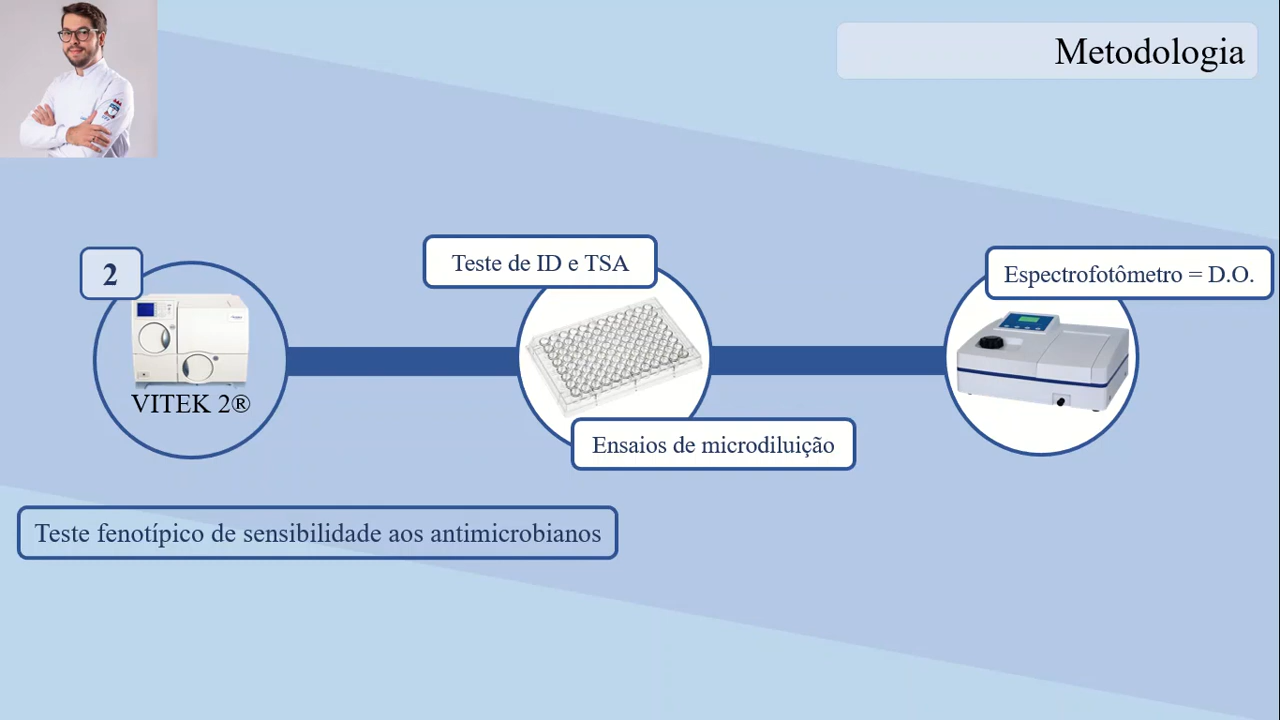 Metodologia
2
VITEK 2®
Teste de ID e TSA
Ensaios de microdiluição
Espectrofotômetro = D.O.
Teste fenotípico de sensibilidade aos antimicrobianos